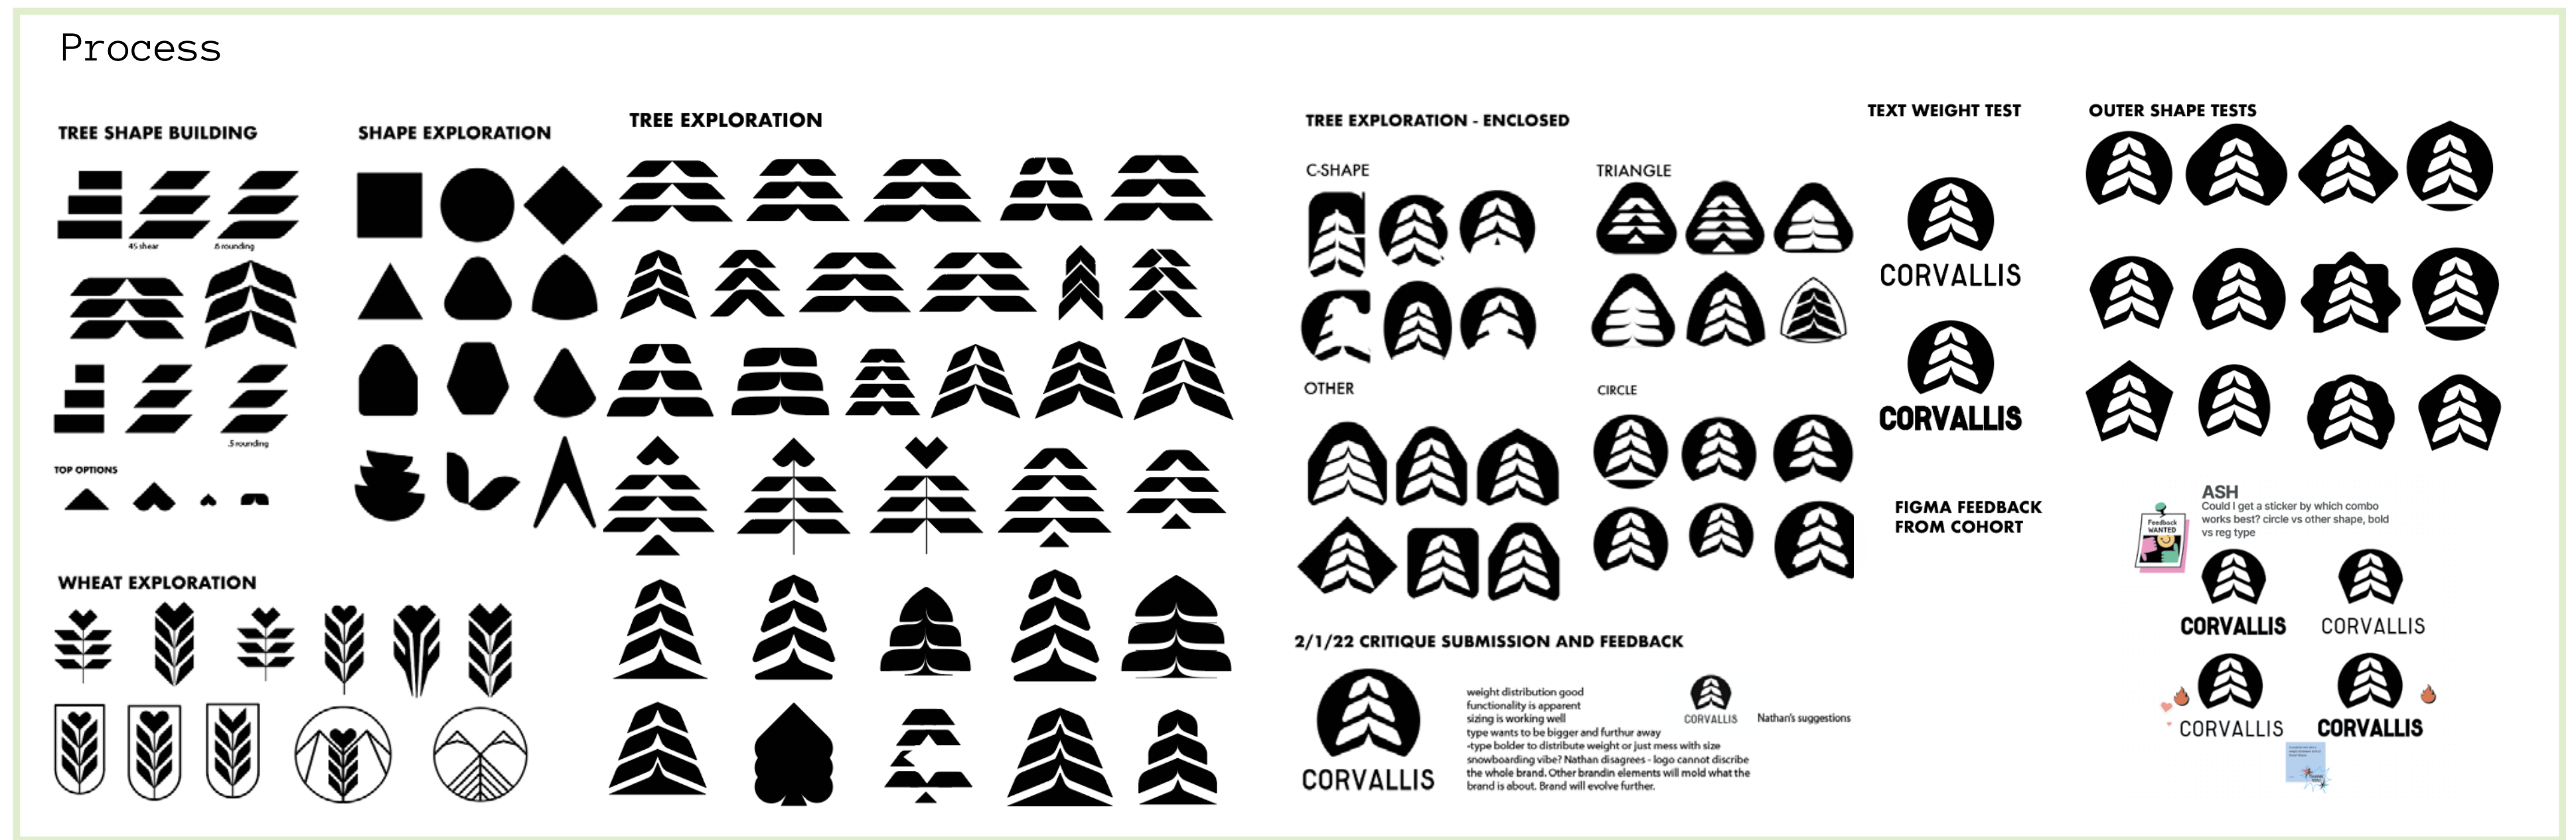 Process
TREE SHAPE BUILDING
45 shear
.6 rounding
.5 rounding
TOP OPTIONS
WHEAT EXPLORATION
SHAPE EXPLORATION
TREE EXPLORATION
TREE EXPLORATION - ENCLOSED
C-SHAPE
TRIANGLE
OTHER
CIRCLE
2/1/22 CRITIQUE SUBMISSION AND FEEDBACK
CORVALLIS
weight distribution good
functionality is apparent
sizing is working well
type wants to be bigger and furthur away
-type bolder to distribute weight or just mess with size
snowboarding vibe? Nathan disagrees - logo cannot discribe
the whole brand. Other brandin elements will mold what the
brand is about. Brand will evolve further.
CORVALLIS
Nathan's suggestions
TEXT WEIGHT TEST
CORVALLIS
CORVALLIS
FIGMA FEEDBACK
FROM COHORT
OUTER SHAPE TESTS
Feedback
WANTED
ASH
Could I get a sticker by which combo
works best? circle vs other shape, bold
vs reg type
CORVALLIS
CORVALLIS
CORVALLIS
CORVALLIS